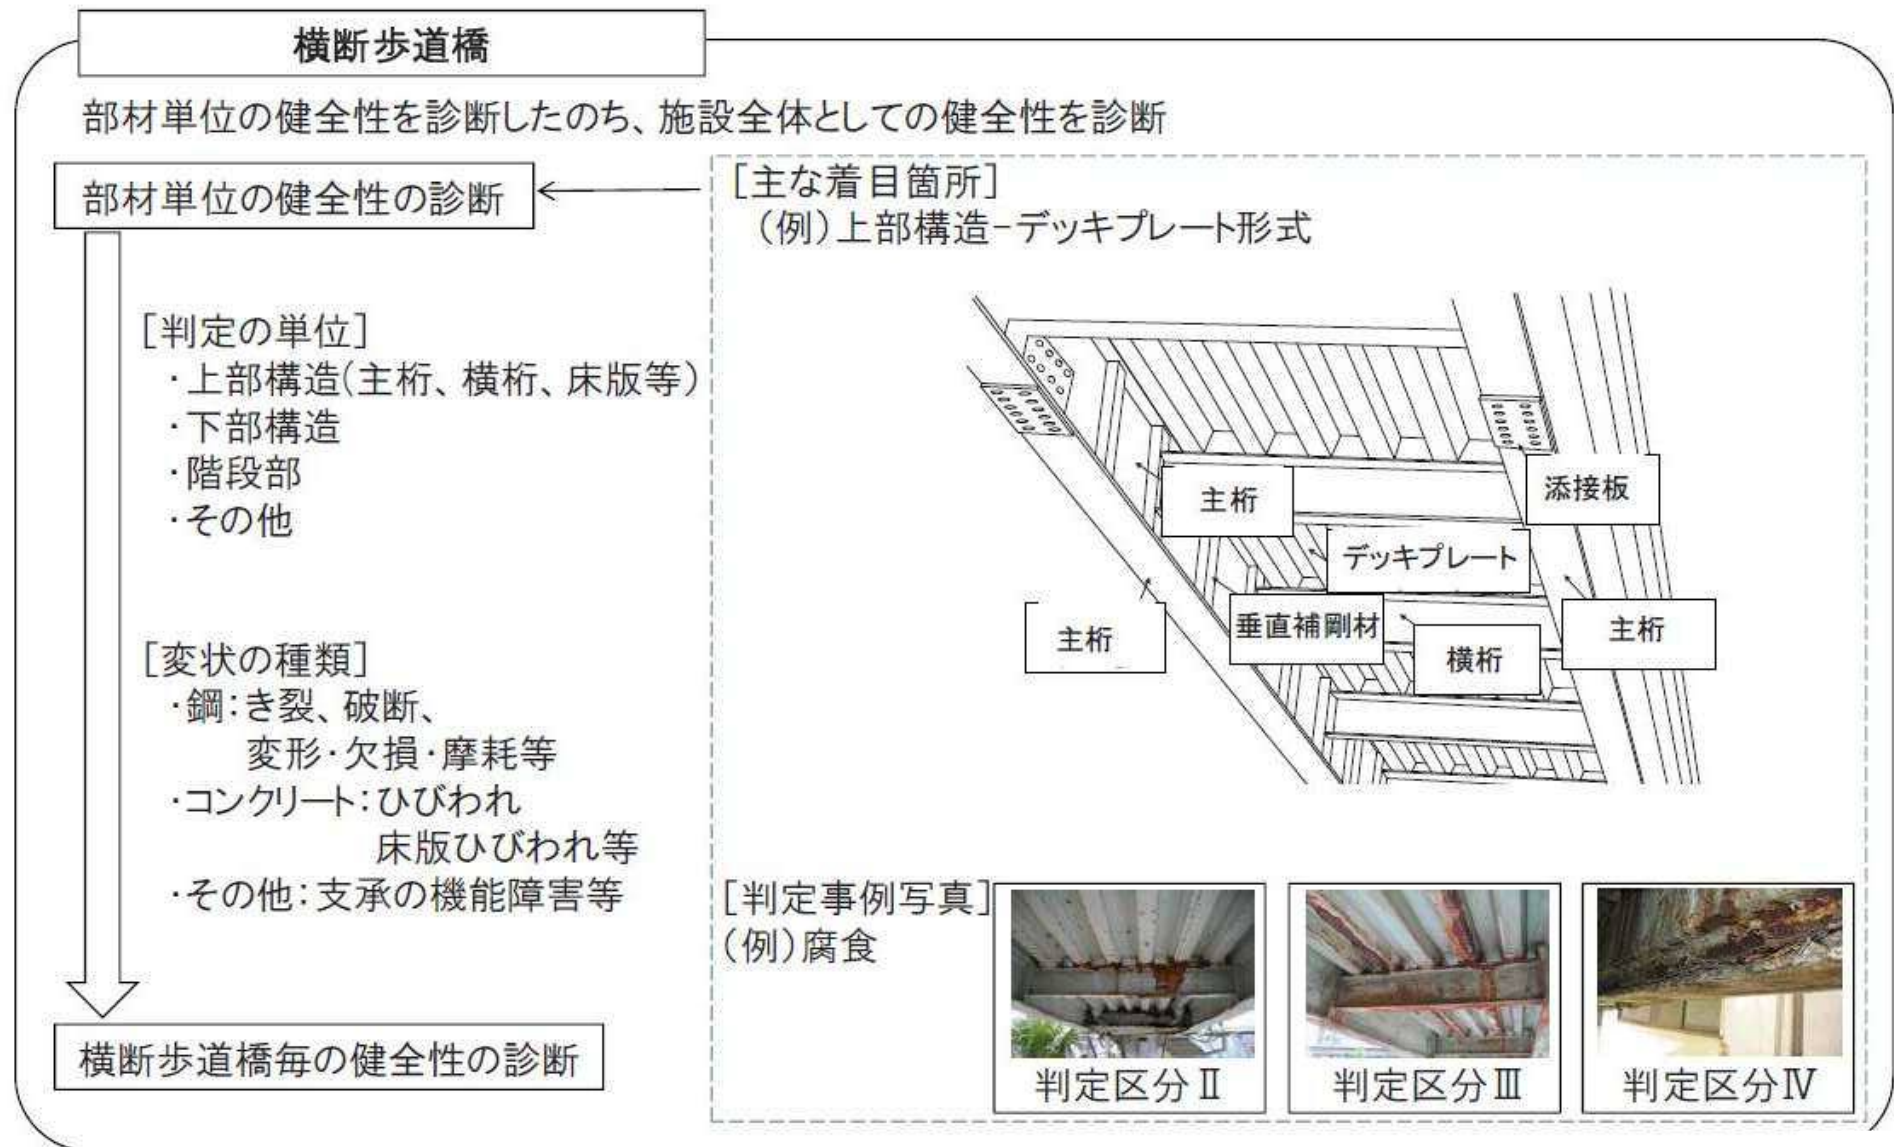 横断歩道橋
部材単位の健全性を診断したのち、施設全体としての健全性を診断
部材単位の健全性の診断
[判定の単位]
・上部構造(主桁、横桁、床版等)
・下部構造
・階段部
・その他
[変状の種類]
・鋼:き裂、破断、
変形・欠損・摩耗等
・コンクリート:ひびわれ
床版ひびわれ等
・その他:支承の機能障害等
横断歩道橋毎の健全性の診断
[主な着目箇所]
(例)上部構造-デッキプレート形式
添接板
主桁
デッキプレート
主桁
垂直補剛材
横桁
主桁
[判定事例写真]
(例)腐食
判定区分Ⅱ
判定区分Ⅲ
判定区分Ⅳ